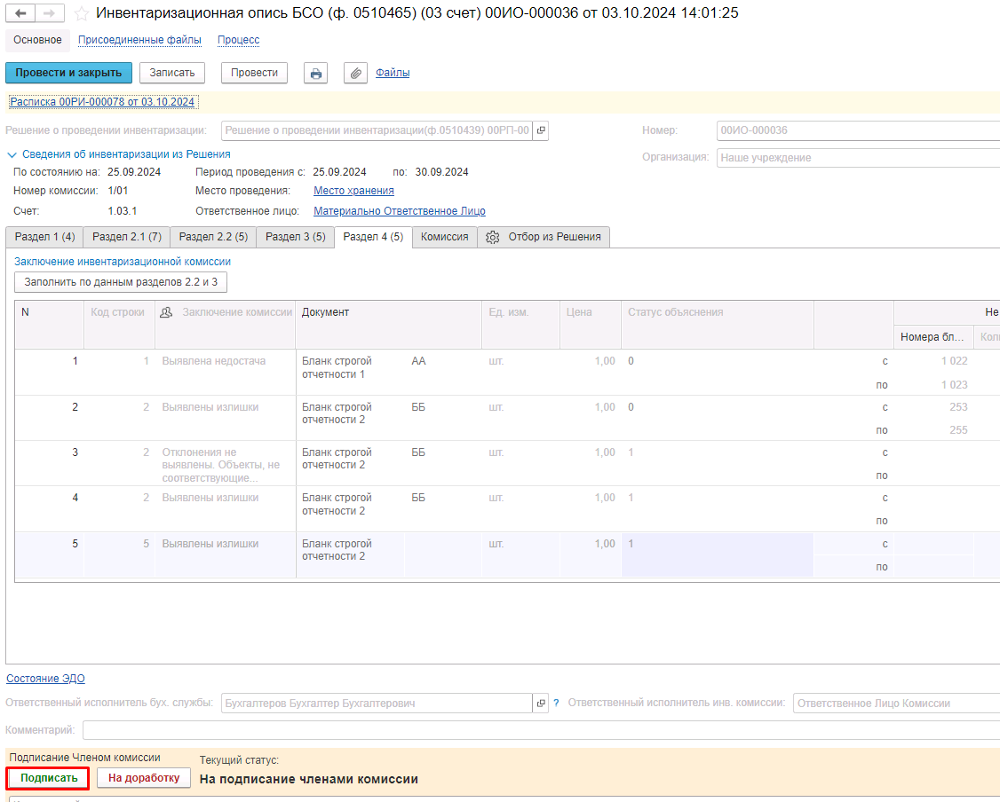 Инвентаризационная опись БСО (ф. 0510465) (03 счет) 00ИО-000036 от 03.10.2024 14:01:25
Основное Присоединенные файлы Процесс
Провести и закрыть Записать Провести Файлы
Расписка 00РИ-000078 от 03.10.2024
Решение о проведении инвентаризации: Решение о проведении инвентаризации(ф.0510439) 00РП-00 Номер: 00ИО-000036
Организация: Наше учреждение
Сведения об инвентаризации из Решения
По состоянию на: 25.09.2024 Период проведения с: 25.09.2024 по: 30.09.2024
Номер комиссии: 1/01 Место проведения: Место хранения
Счет: 1.03.1 Ответственное лицо: Материально Ответственное Лицо
Раздел 1 (4) Раздел 2.1 (7) Раздел 2.2 (5) Раздел 3 (5) Раздел 4 (5) Комиссия Отбор из Решения
Заключение инвентаризационной комиссии
Заполнить по данным разделов 2.2 и 3
N Код строки Заключение комиссии Документ Ед. изм. Цена Статус объяснения Не
Номера бл... Коли
1 1 Выявлена недостача Бланк строгой АА шт. 1,00 0 с 1 022
отчетности 1
по 1 023
2 2 Выявлены излишки Бланк строгой ББ шт. 1,00 0 с 253
отчетности 2
по 255
3 2 Отклонения не Бланк строгой ББ шт. 1,00 1 с
выявлены. Объекты, не отчетности 2
соответствующие... по
4 2 Выявлены излишки Бланк строгой ББ шт. 1,00 1 с
отчетности 2
по
5 5 Выявлены излишки Бланк строгой шт. 1,00 1 с
отчетности 2
по
Состояние ЭДО
Ответственный исполнитель бух. службы: Бухгалтеров Бухгалтер Бухгалтерович ? Ответственный исполнитель инв. комиссии: Ответственное Лицо Комиссии
Комментарий:
Подписание Членом комиссии Текущий статус:
Подписать На доработку На подписание членами комиссии